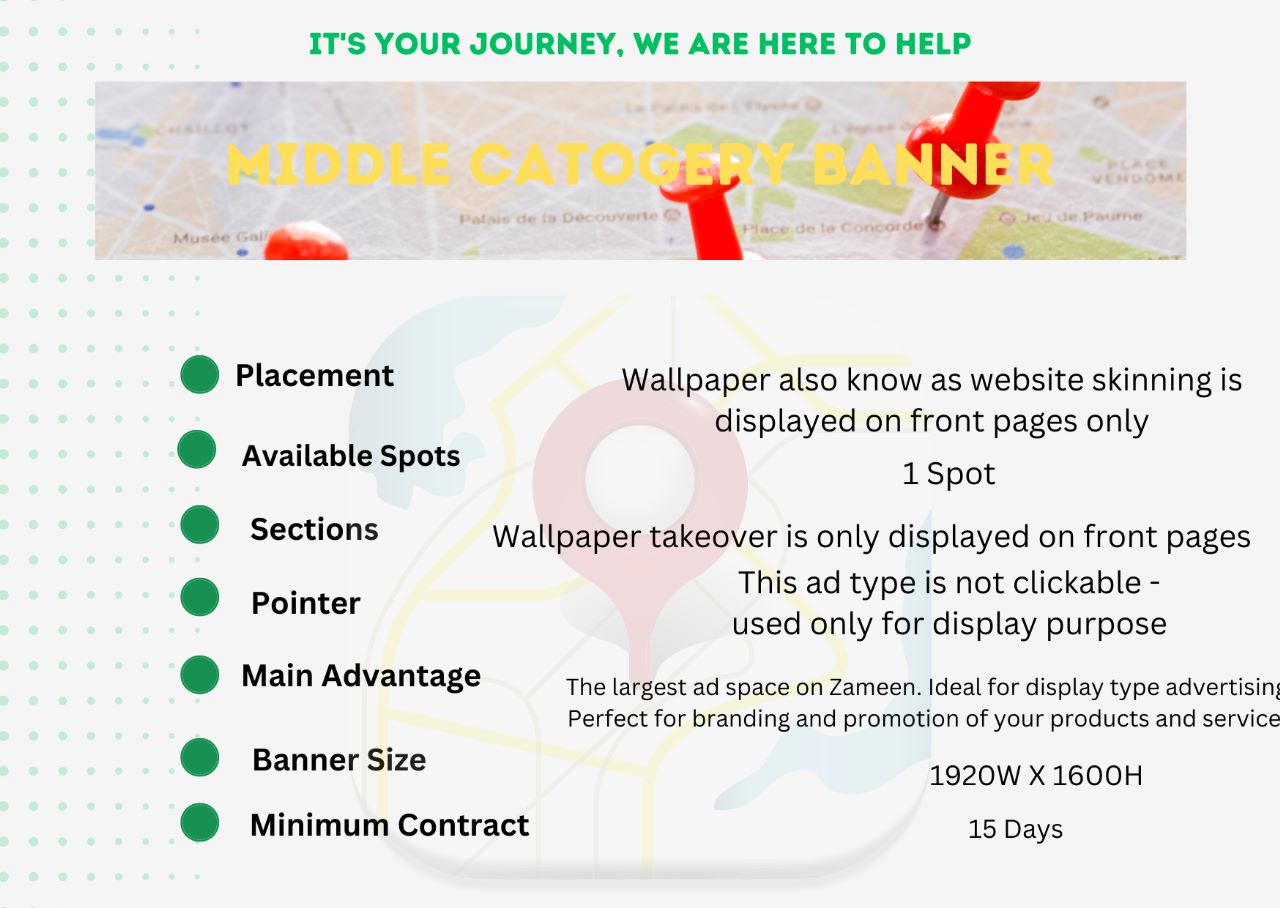 IT'S YOUR JOURNEY, WE ARE HERE TO HELP
CHAILLOT
La Palais de L'Elysée
L'église de
MIDDLE CATOGERY BANNER
PLACE
VENDÔME
Palais de la Découverte
Place de la Concorde
Jeu de Paume
Musée Gall
Placement
Wallpaper also know as website skinning is
displayed on front pages only
Available Spots
1 Spot
Sections
Wallpaper takeover is only displayed on front pages
Pointer
This ad type is not clickable -
used only for display purpose
Main Advantage
The largest ad space on Zameen. Ideal for display type advertising
Perfect for branding and promotion of your products and service
Banner Size
1920W X 1600H
Minimum Contract
15 Days